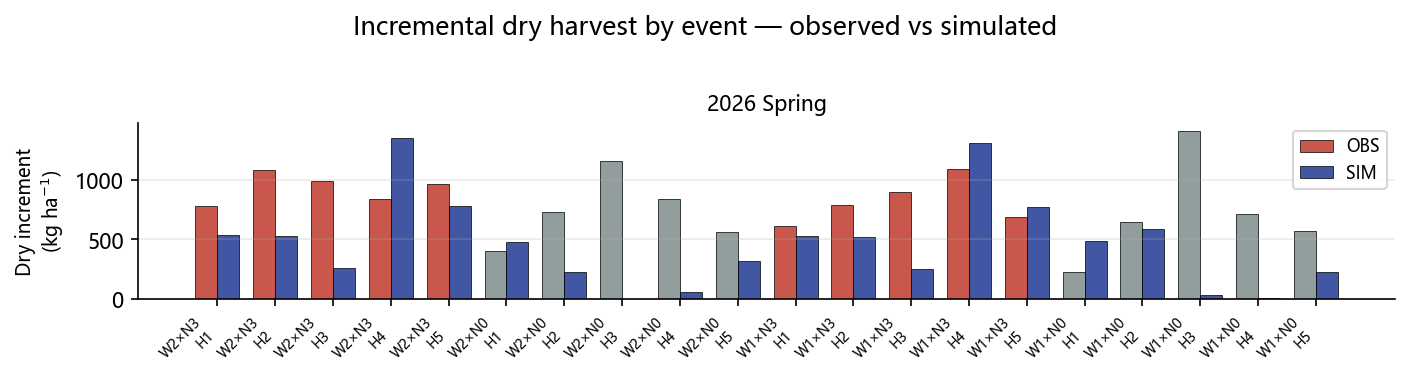 Incremental dry harvest by event — observed vs simulated
2026 Spring
Dry increment
(kg ha⁻¹)
1000
500
0
OBS
SIM
W2×N3
H1
W2×N3
H2
W2×N3
H3
W2×N3
H4
W2×N3
H5
W2×N0
H1
W2×N0
H2
W2×N0
H3
W2×N0
H4
W2×N0
H5
W1×N3
H1
W1×N3
H2
W1×N3
H3
W1×N3
H4
W1×N3
H5
W1×N0
H1
W1×N0
H2
W1×N0
H3
W1×N0
H4
W1×N0
H5